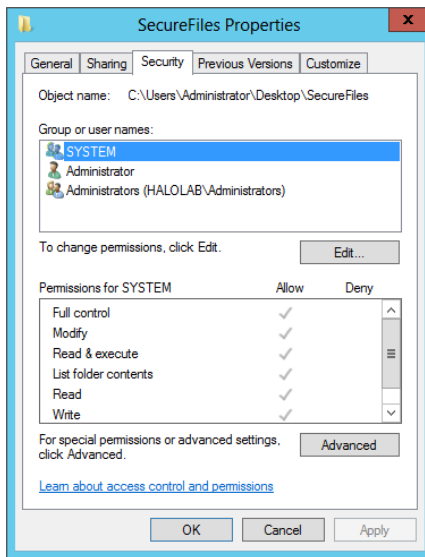 SecureFiles Properties
x
General Sharing Security Previous Versions Customize
Object name: C:\Users\Administrator\Desktop\SecureFiles
Group or user names:
SYSTEM
Administrator
Administrators (HALOLAB\Administrators)
To change permissions, click Edit. Edit...
Permissions for SYSTEM Allow Deny
Full control
Modify
Read & execute
List folder contents
Read
Write
For special permissions or advanced settings, Advanced
click Advanced.
Learn about access control and permissions
OK Cancel Apply